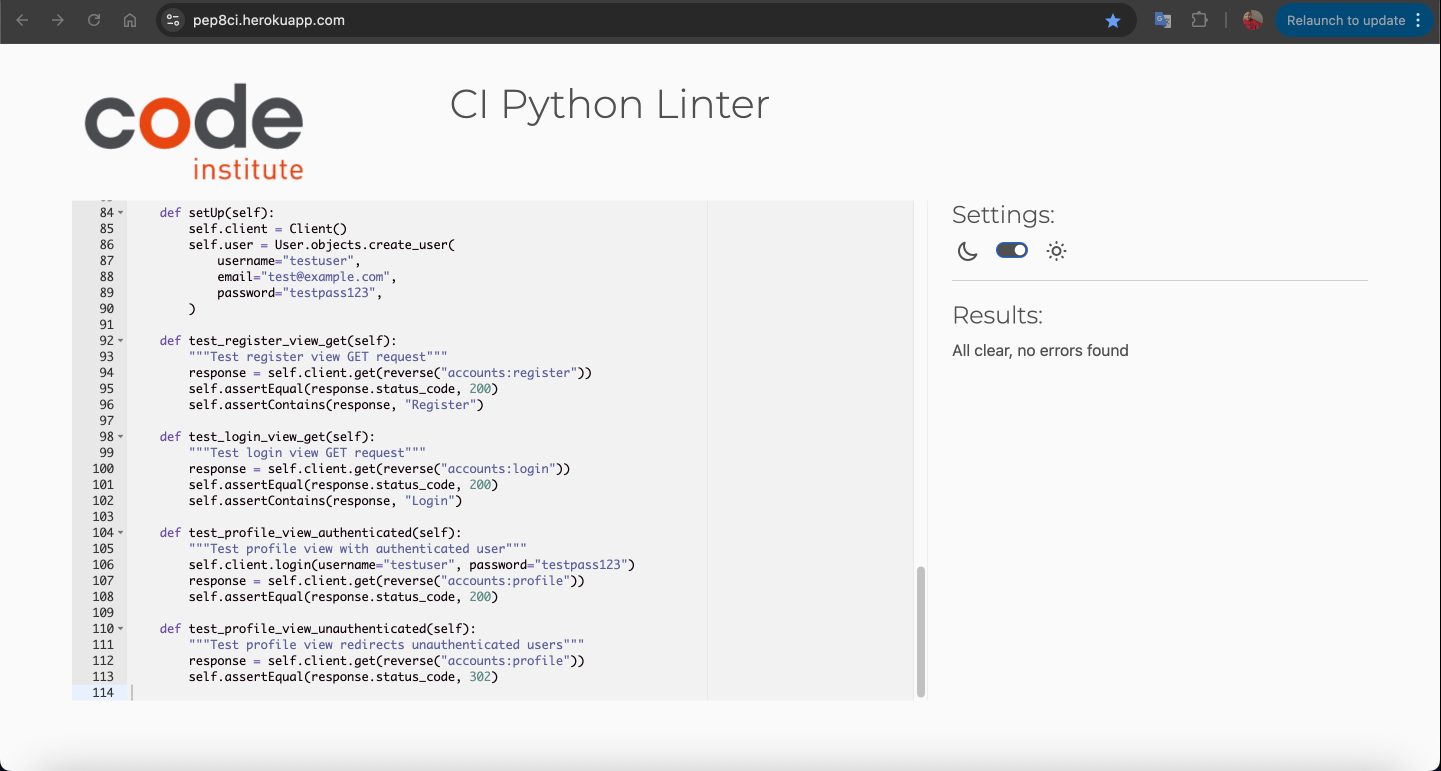 pep8ci.herokuapp.com
Relaunch to update
code
institute
CI Python Linter
84 def setUp(self):
85 self.client = Client()
86 self.user = User.objects.create_user(
87 username="testuser",
88 email="test@example.com",
89 password="testpass123",
90 )
91
92 def test_register_view_get(self):
93 """Test register view GET request"""
94 response = self.client.get(reverse("accounts:register"))
95 self.assertEqual(response.status_code, 200)
96 self.assertContains(response, "Register")
97
98 def test_login_view_get(self):
99 """Test login view GET request"""
100 response = self.client.get(reverse("accounts:login"))
101 self.assertEqual(response.status_code, 200)
102 self.assertContains(response, "Login")
103
104 def test_profile_view_authenticated(self):
105 """Test profile view with authenticated user"""
106 self.client.login(username="testuser", password="testpass123")
107 response = self.client.get(reverse("accounts:profile"))
108 self.assertEqual(response.status_code, 200)
109
110 def test_profile_view_unauthenticated(self):
111 """Test profile view redirects unauthenticated users"""
112 response = self.client.get(reverse("accounts:profile"))
113 self.assertEqual(response.status_code, 302)
114
Settings:
Results:
All clear, no errors found